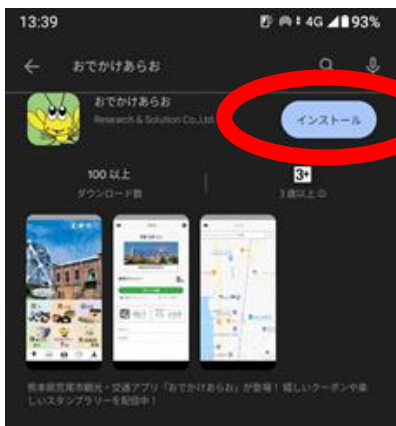 13:39
4G 93%
おでかけあらお
おでかけあらお
Research & Solution Co.,Ltd
インストール
100 以上
ダウンロード数
3+
3 歳以上
熊本県荒尾市観光・交通アプリ「おでかけあらお」が登場！嬉しいクーポンや楽
しいスタンプラリーを配信中！